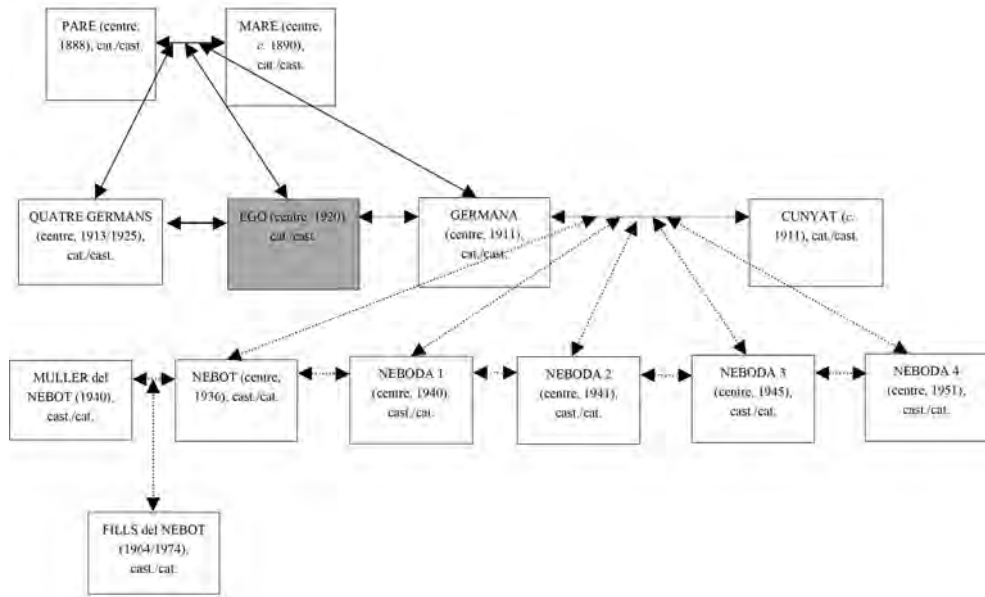 PARE (centre,
1888), cat./cast.
MARE (centre,
c. 1890),
cat./cast.
QUATRE GERMANS
(centre, 1913/1925),
cat./cast.
EGO (centre, 1920),
cat./cast.
GERMANA
(centre, 1911),
cat./cast.
CUNYAT (c.
1911), cat./cast.
MULLER del
NEBOT (1940),
cast./cat.
NEBOT (centre,
1936), cast./cat.
NEBODA 1
(centre, 1940),
cast./cat.
NEBODA 2
(centre, 1941),
cast./cat.
NEBODA 3
(centre, 1945),
cast./cat.
NEBODA 4
(centre, 1951),
cast./cat.
FILLS del NEBOT
(1964/1974),
cast./cat.